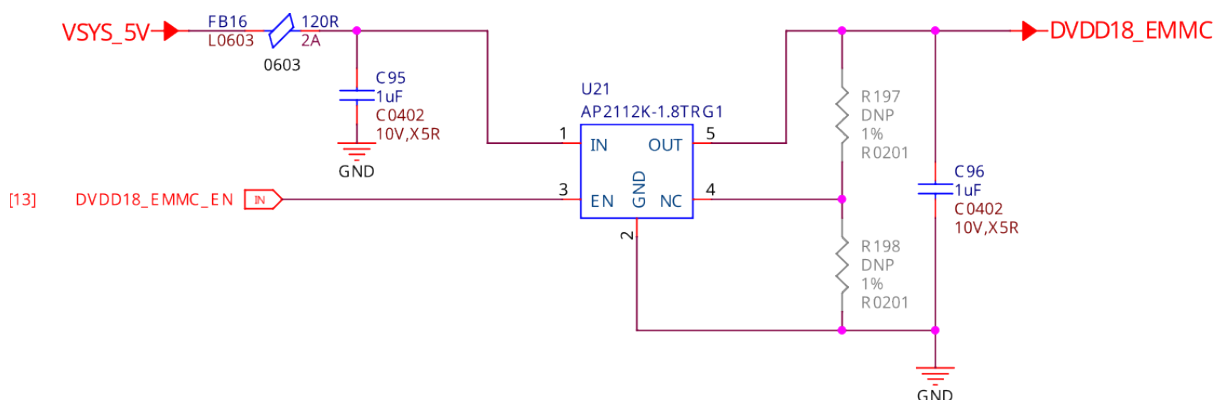 VSYS_5V
FB16 120R
L0603 2A
0603
C95
1uF
C0402
10V,X5R
GND
U21
AP2112K-1.8TRG1
1 IN OUT 5
3 EN GND NC 4
2
[13] DVDD18_EMMC_EN IN
DVDD18_EMMC
R197
DNP
1%
R0201
R198
DNP
1%
R0201
C96
1uF
C0402
10V,X5R
GND